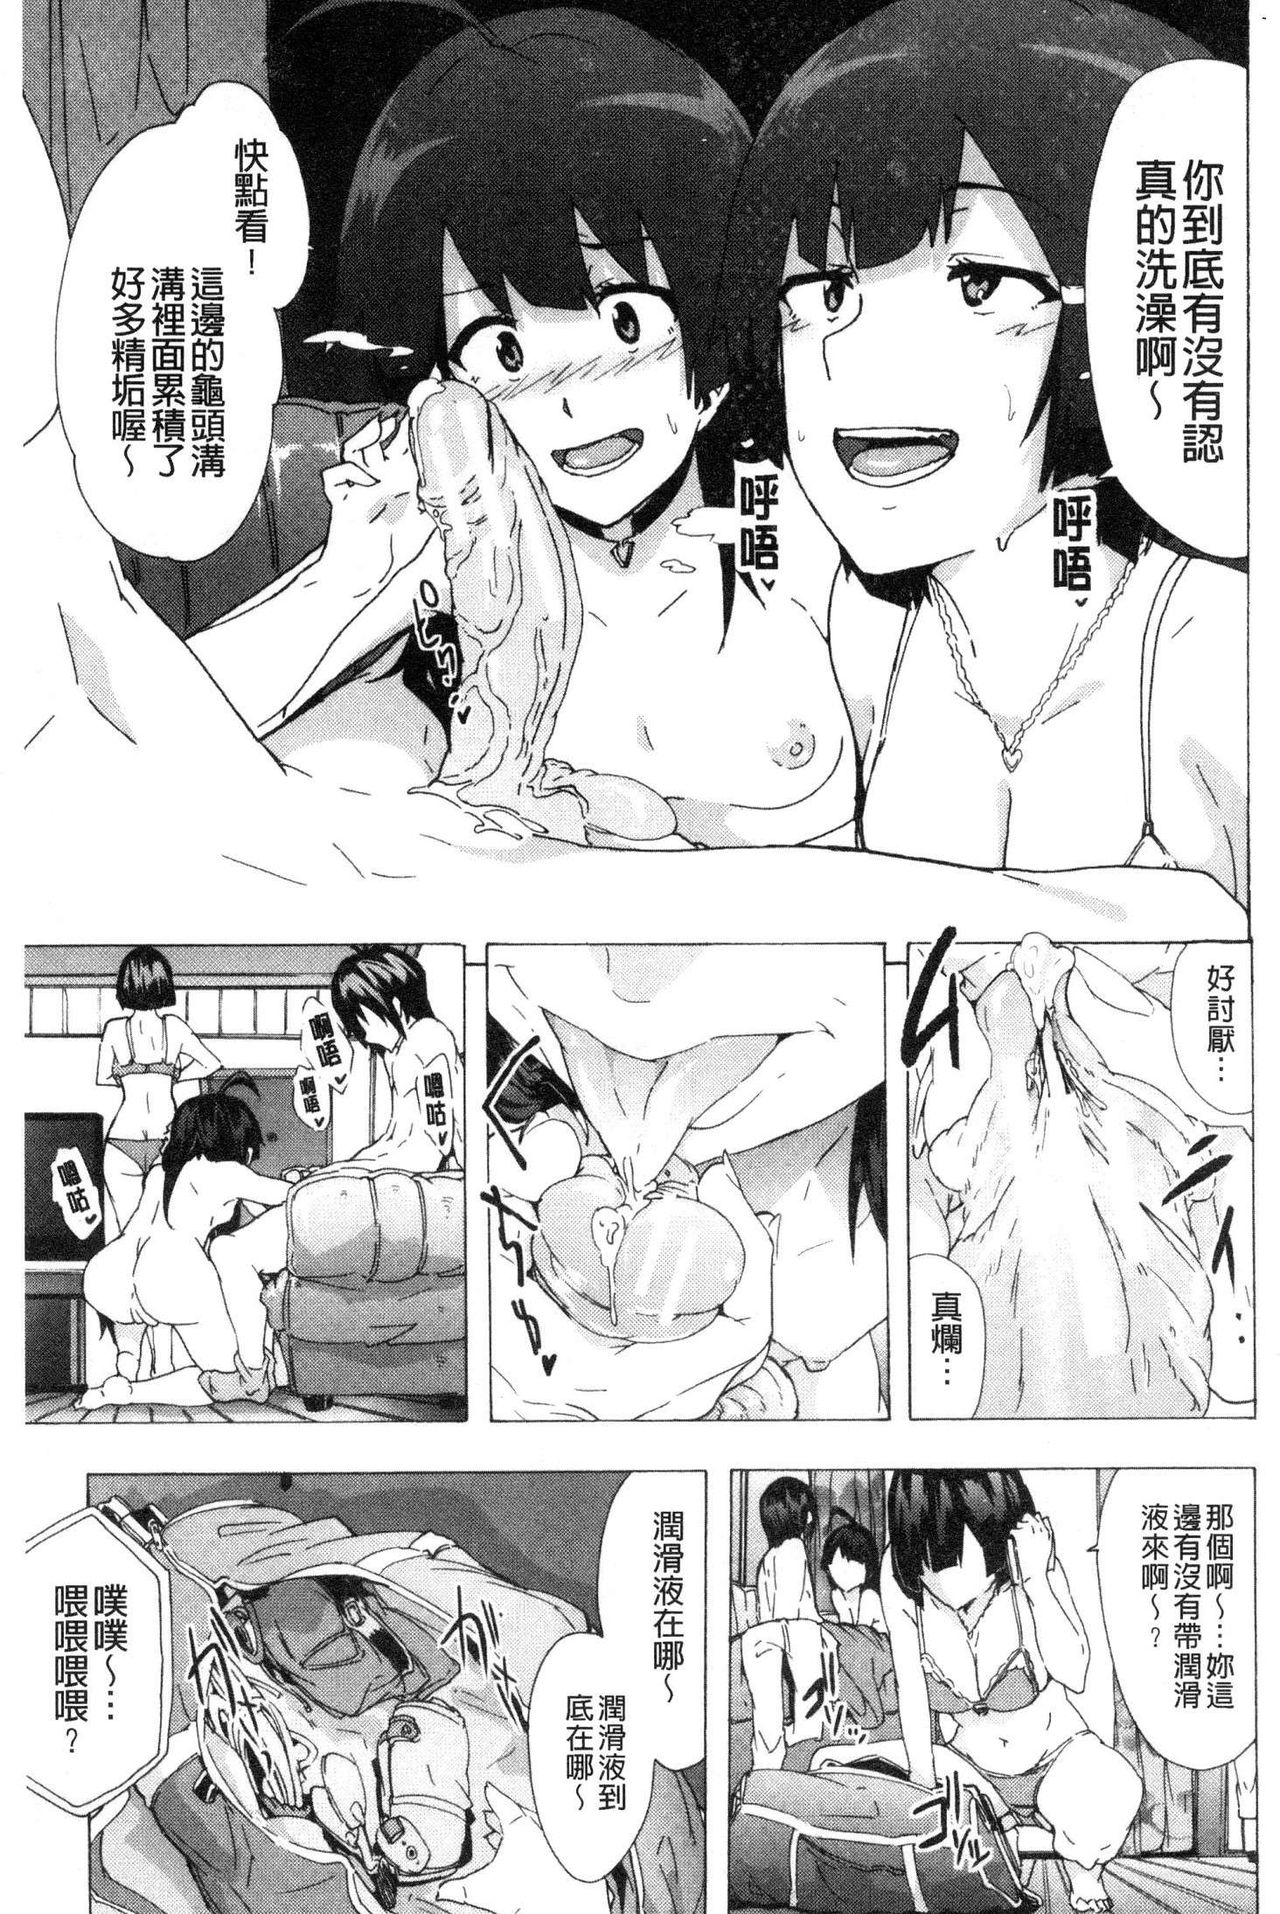 你到底有沒有認
真的洗澡啊～
快點看！
這邊的龜頭溝
溝裡面累積了
好多精垢喔～
呼唔
呼唔
好討厭…
真爛…
啊唔
啊唔
嚕咕
嚕咕
那個啊～…妳這
邊有沒有帶潤滑
液來啊～？
潤滑液在哪～
潤滑液到
底在哪～
噗噗～…
喂喂喂喂？